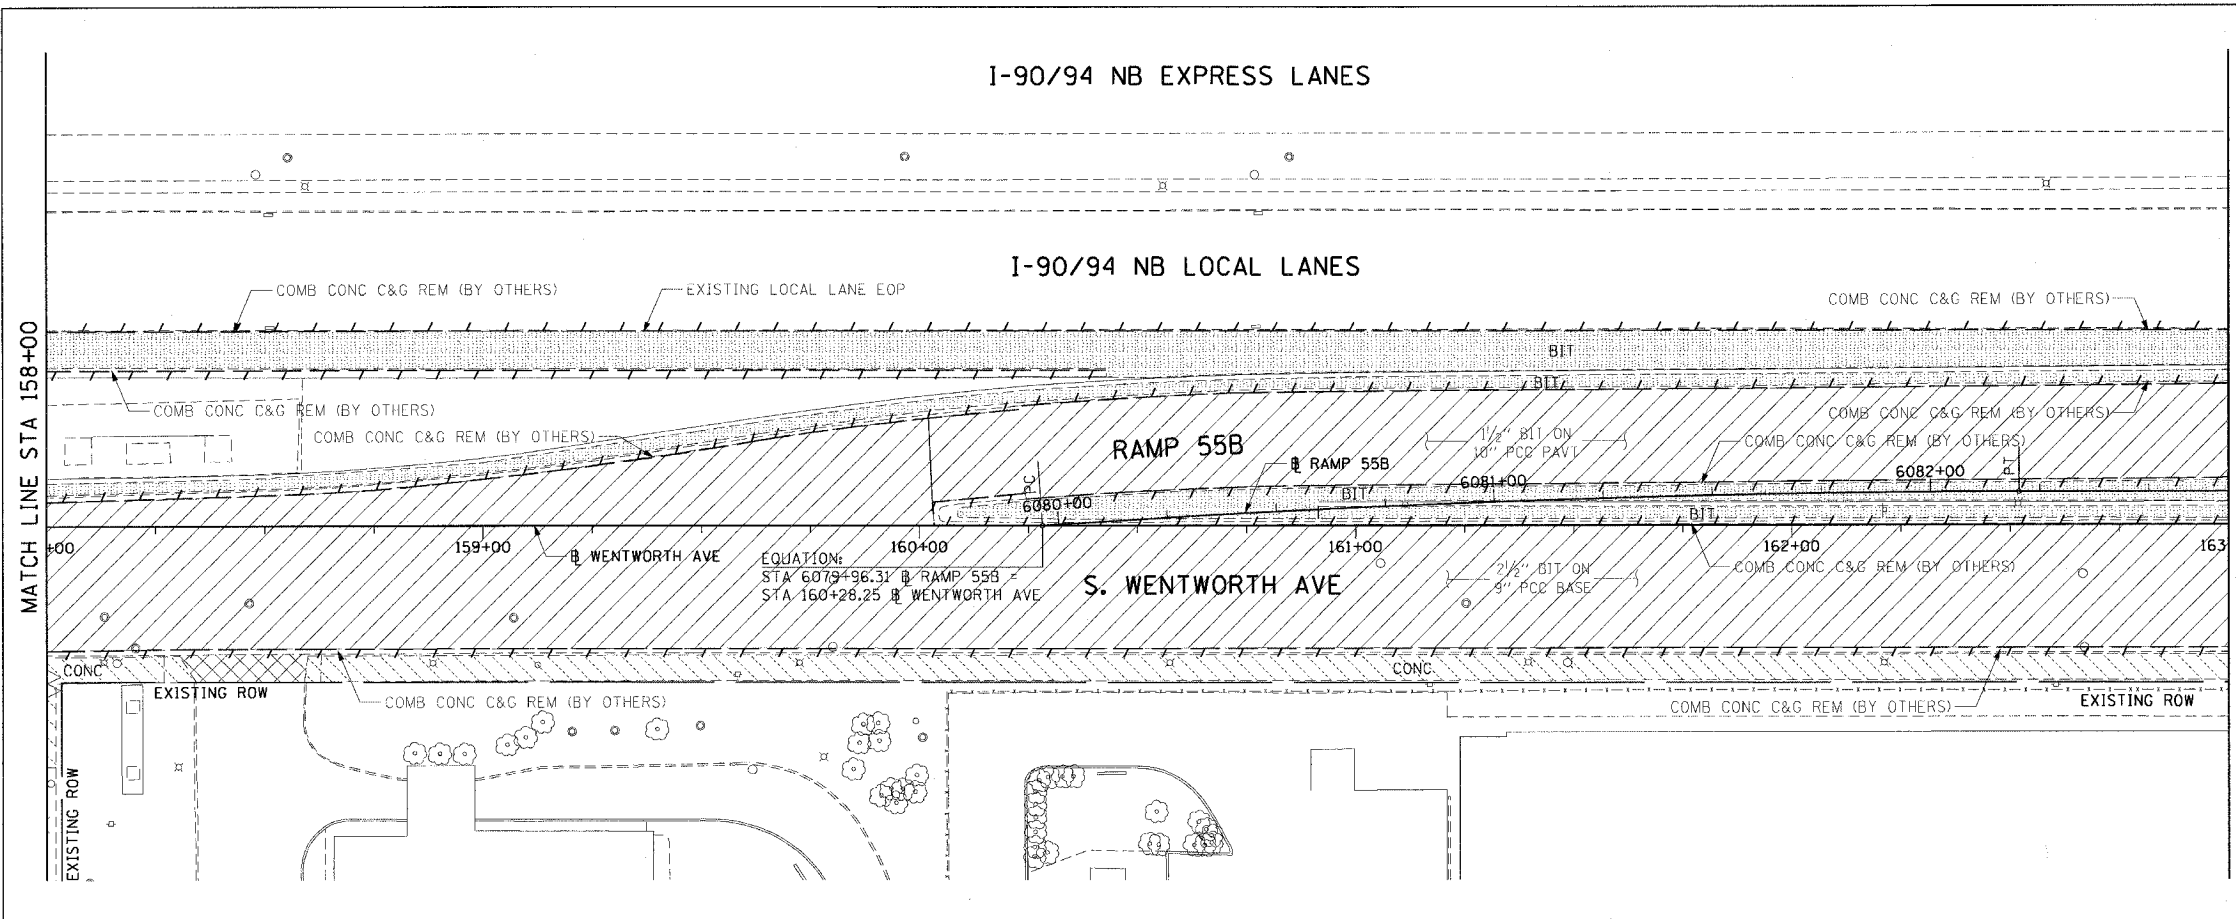 I-90/94 NB EXPRESS LANES
I-90/94 NB LOCAL LANES
COMB CONC C&G REM (BY OTHERS)
EXISTING LOCAL LANE EOP
COMB CONC C&G REM (BY OTHERS)
MATCH LINE STA 158+00
BIT
BIT
COMB CONC C&G REM (BY OTHERS)
COMB CONC C&G REM (BY OTHERS)
COMB CONC C&G REM (BY OTHERS)
RAMP 55B
1½" BIT ON
10" PCC PAVT
COMB CONC C&G REM (BY OTHERS)
℄ RAMP 55B
PC
6080+00
BIT
6081+00
6082+00
PT
BIT
+00
159+00
℄ WENTWORTH AVE
160+00
161+00
162+00
163
EQUATION:
STA 6079+96.31 ℄ RAMP 55B =
STA 160+28.25 ℄ WENTWORTH AVE
S. WENTWORTH AVE
2½" BIT ON
9" PCC BASE
COMB CONC C&G REM (BY OTHERS)
CONC
CONC
EXISTING ROW
COMB CONC C&G REM (BY OTHERS)
COMB CONC C&G REM (BY OTHERS)
EXISTING ROW
EXISTING ROW